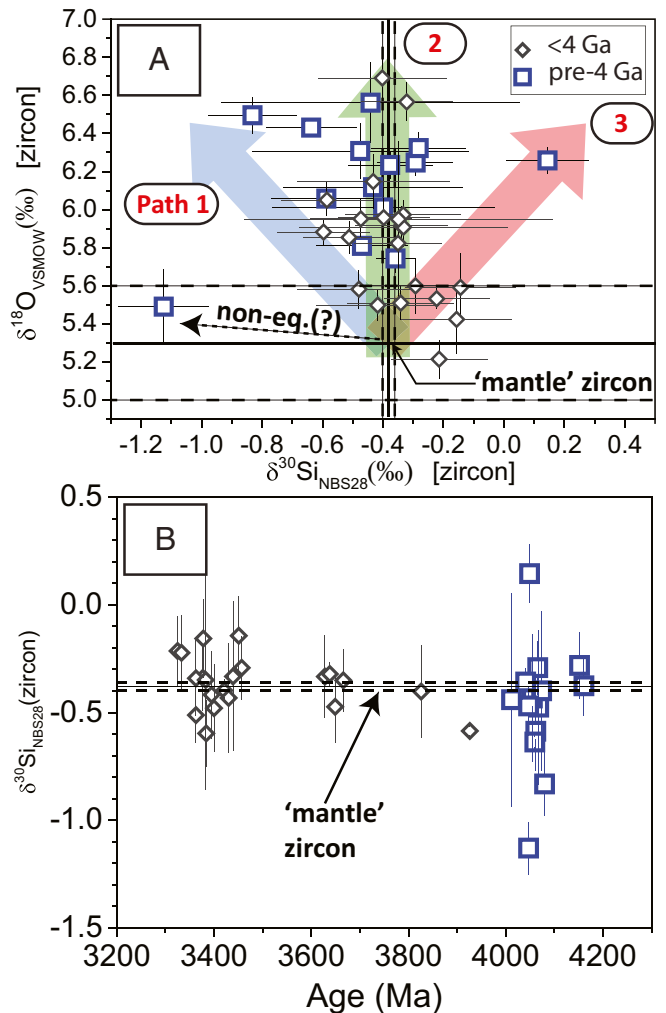 A
2
<4 Ga
pre-4 Ga
3
Path 1
non-eq.(?)
'mantle' zircon
7.0
6.8
6.6
6.4
6.2
6.0
5.8
5.6
5.4
5.2
5.0
δ¹⁸O_VSMOW(‰) [zircon]
-1.2 -1.0 -0.8 -0.6 -0.4 -0.2 0.0 0.2 0.4
δ³⁰Si_NBS28(‰) [zircon]
B
0.5
0.0
-0.5
-1.0
-1.5
δ³⁰Si_NBS28(zircon)
'mantle'
zircon
3200 3400 3600 3800 4000 4200
Age (Ma)